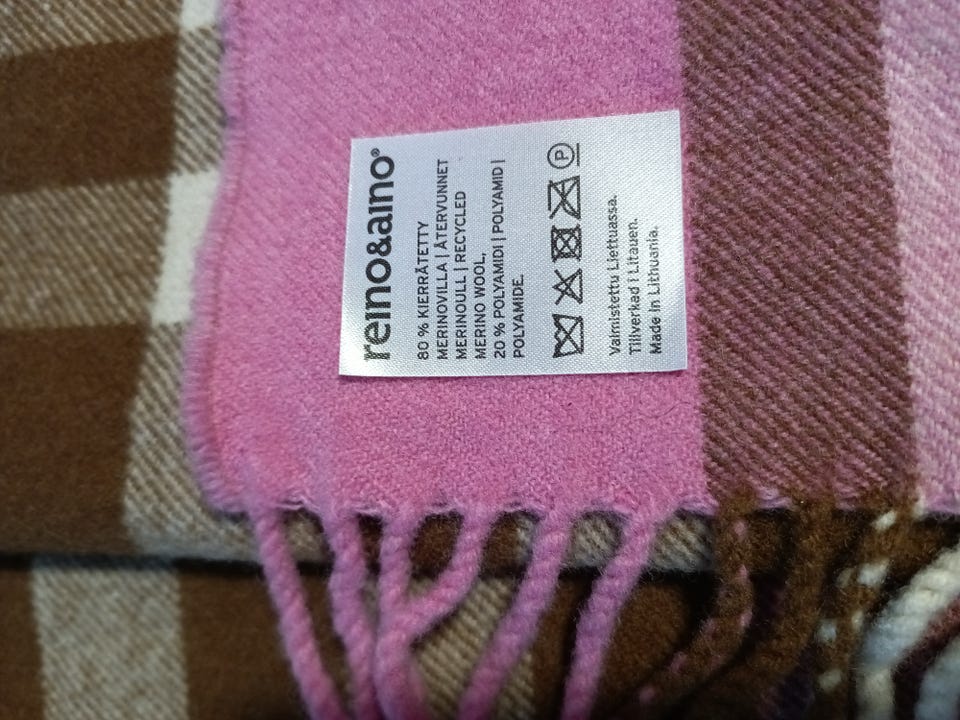 reino&aino®
80 % KIERRÄTETTY
MERINOVILLA | ÅTERVUNNET
MERINOULL | RECYCLED
MERINO WOOL,
20 % POLYAMIDI | POLYAMID |
POLYAMIDE.
P
Valmistettu Liettuassa.
Tillverkad i Litauen.
Made in Lithuania.